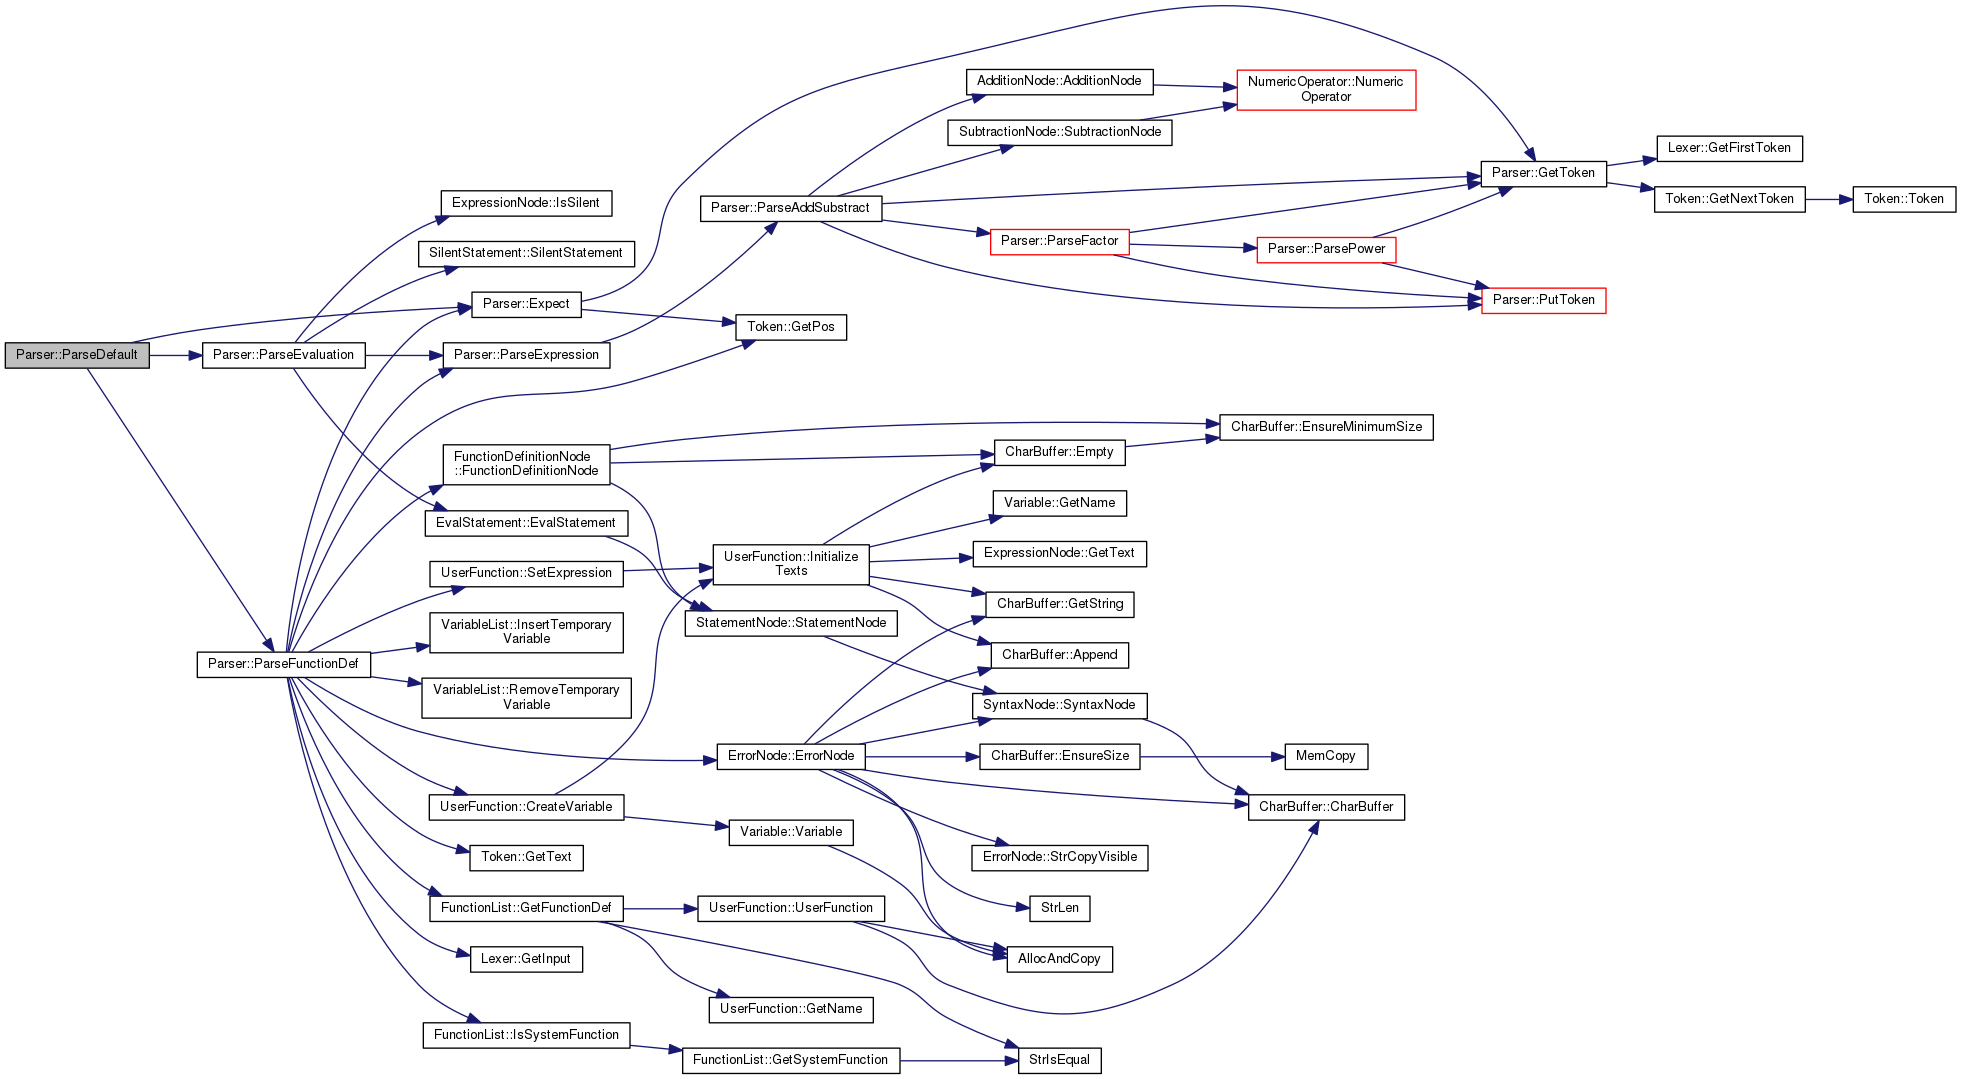 AdditionNode::AdditionNode
NumericOperator::Numeric
Operator
SubtractionNode::SubtractionNode
Lexer::GetFirstToken
Parser::GetToken
Token::GetNextToken
Token::Token
ExpressionNode::IsSilent
Parser::ParseAddSubstract
Parser::ParseFactor
Parser::ParsePower
SilentStatement::SilentStatement
Parser::Expect
Parser::PutToken
Token::GetPos
Parser::ParseDefault
Parser::ParseEvaluation
Parser::ParseExpression
CharBuffer::EnsureMinimumSize
FunctionDefinitionNode
::FunctionDefinitionNode
CharBuffer::Empty
Variable::GetName
EvalStatement::EvalStatement
UserFunction::Initialize
Texts
ExpressionNode::GetText
UserFunction::SetExpression
CharBuffer::GetString
VariableList::InsertTemporary
Variable
StatementNode::StatementNode
CharBuffer::Append
Parser::ParseFunctionDef
VariableList::RemoveTemporary
Variable
SyntaxNode::SyntaxNode
ErrorNode::ErrorNode
CharBuffer::EnsureSize
MemCopy
UserFunction::CreateVariable
CharBuffer::CharBuffer
Variable::Variable
Token::GetText
ErrorNode::StrCopyVisible
FunctionList::GetFunctionDef
UserFunction::UserFunction
StrLen
Lexer::GetInput
AllocAndCopy
UserFunction::GetName
FunctionList::IsSystemFunction
FunctionList::GetSystemFunction
StrIsEqual